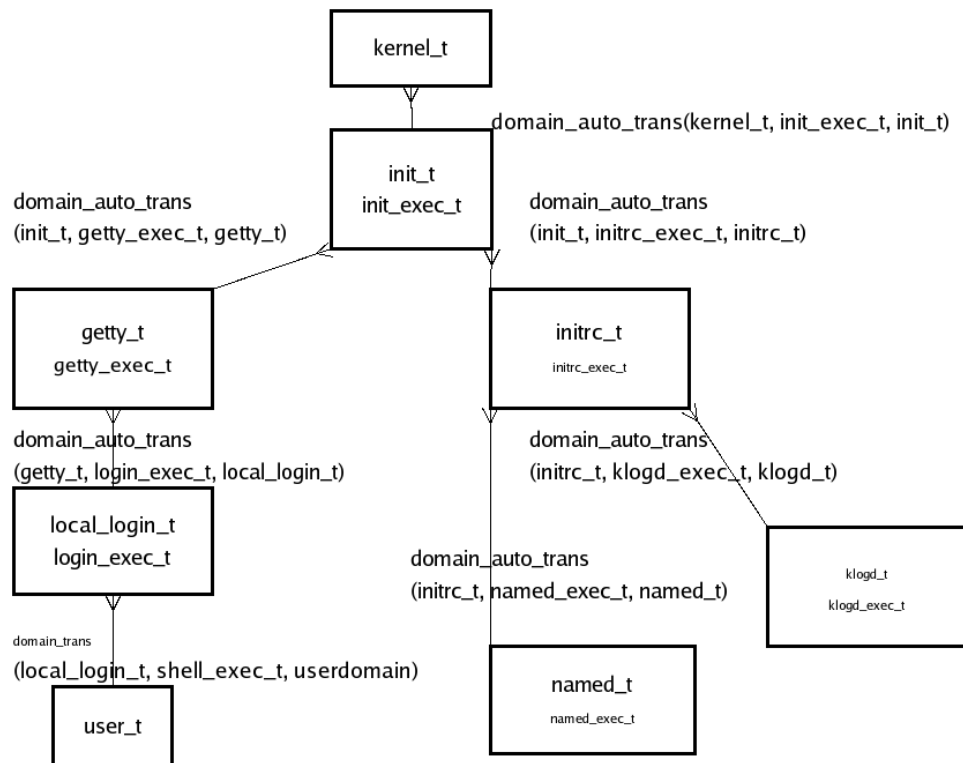 kernel_t
domain_auto_trans(kernel_t, init_exec_t, init_t)
init_t
init_exec_t
domain_auto_trans
(init_t, getty_exec_t, getty_t)
domain_auto_trans
(init_t, initrc_exec_t, initrc_t)
getty_t
getty_exec_t
initrc_t
initrc_exec_t
domain_auto_trans
(getty_t, login_exec_t, local_login_t)
domain_auto_trans
(initrc_t, klogd_exec_t, klogd_t)
local_login_t
login_exec_t
domain_auto_trans
(initrc_t, named_exec_t, named_t)
klogd_t
klogd_exec_t
domain_trans
(local_login_t, shell_exec_t, userdomain)
user_t
named_t
named_exec_t